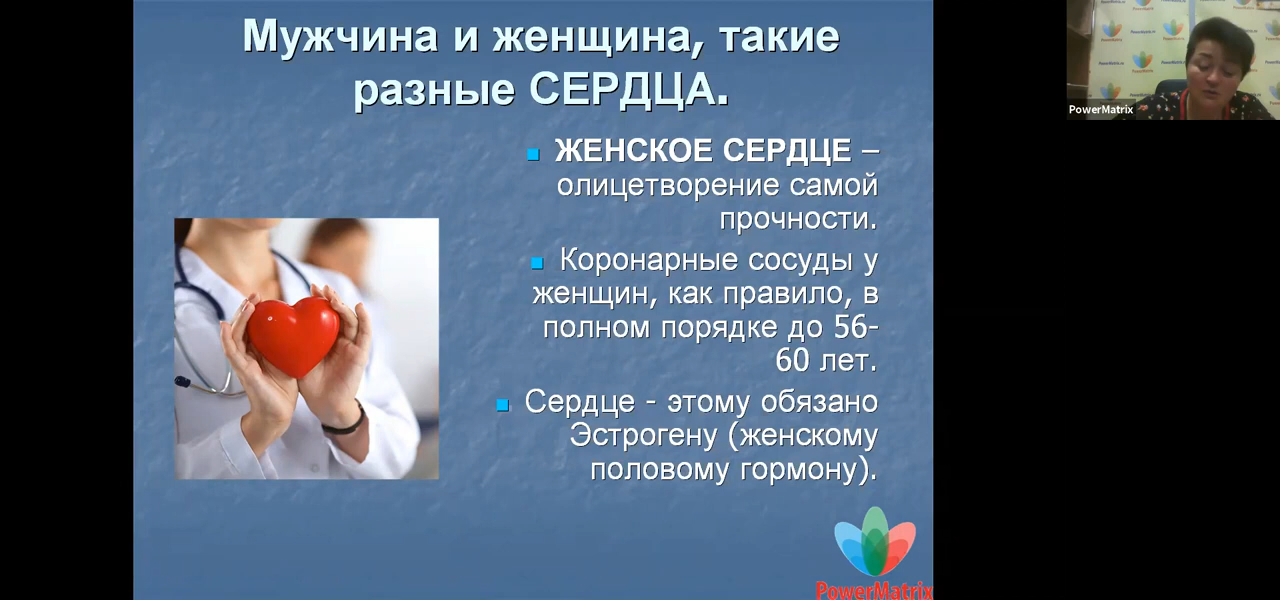 Мужчина и женщина, такие
разные СЕРДЦА.
ЖЕНСКОЕ СЕРДЦЕ –
олицетворение самой
прочности.
Коронарные сосуды у
женщин, как правило, в
полном порядке до 56-
60 лет.
Сердце - этому обязано
Эстрогену (женскому
половому гормону).
PowerMatrix
PowerMatrix